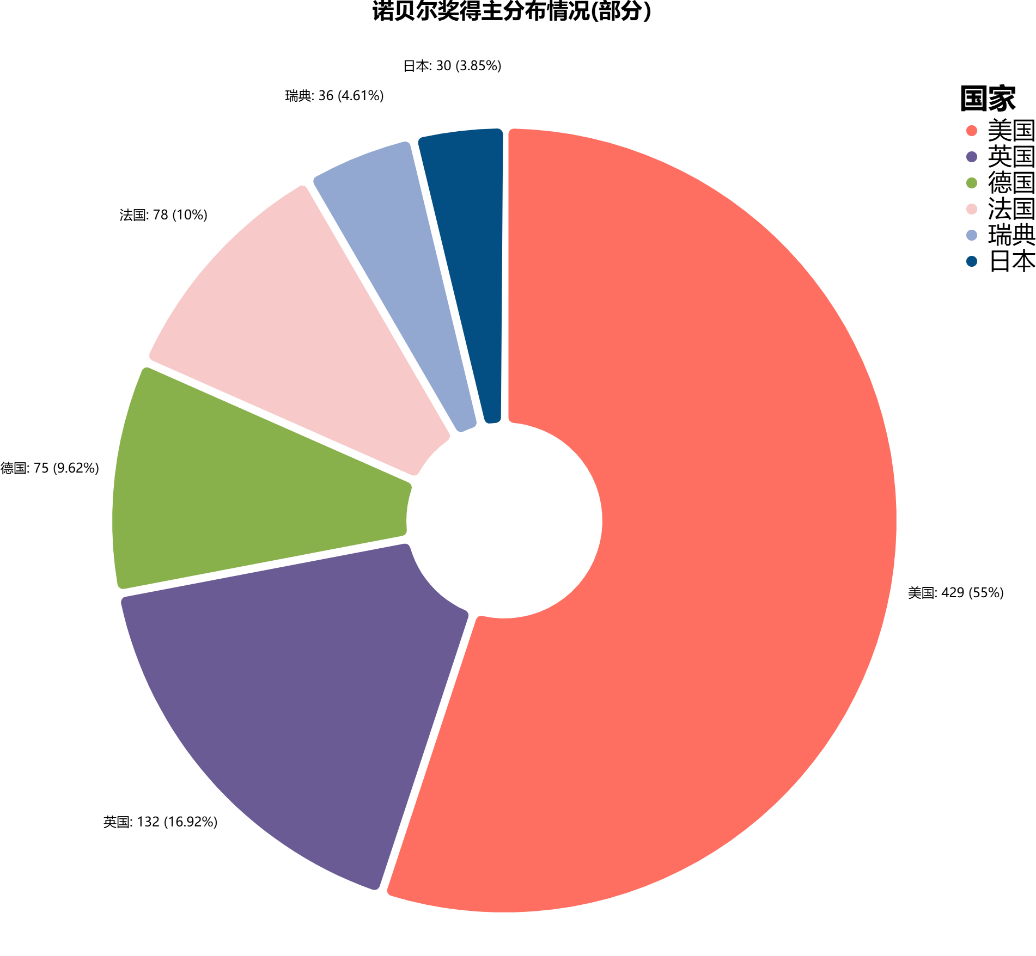 诺贝尔奖得主分布情况(部分)
日本: 30 (3.85%)
瑞典: 36 (4.61%)
法国: 78 (10%)
德国: 75 (9.62%)
英国: 132 (16.92%)
美国: 429 (55%)
国家
美国
英国
德国
法国
瑞典
日本